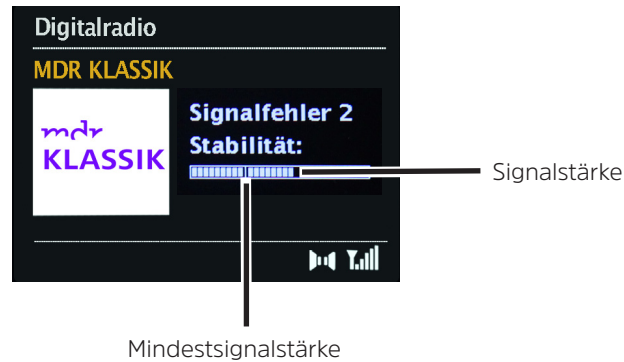 Digitalradio
MDR KLASSIK
mdr
KLASSIK
Signalfehler 2
Stabilität:
Signalstärke
Mindestsignalstärke